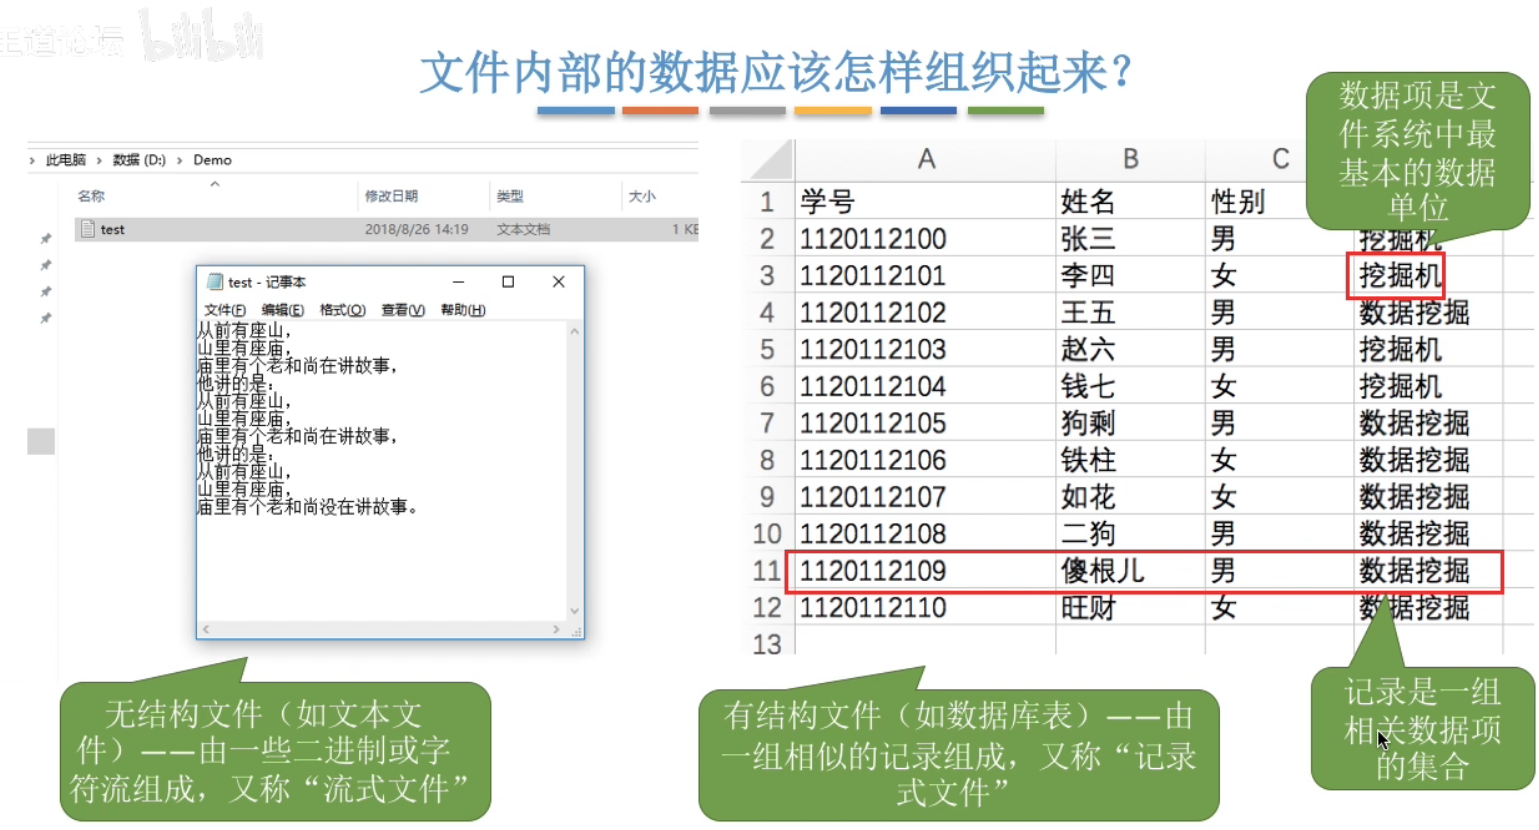 王道论坛 bilibili
文件内部的数据应该怎样组织起来？
› 此电脑 › 数据 (D:) › Demo
名称 修改日期 类型 大小
test 2018/8/26 14:19 文本文档 1 KB
test - 记事本
文件(F) 编辑(E) 格式(O) 查看(V) 帮助(H)
从前有座山，
山里有座庙，
庙里有个老和尚在讲故事，
他讲的是：
从前有座山，
山里有座庙，
庙里有个老和尚在讲故事，
他讲的是：
从前有座山，
山里有座庙，
庙里有个老和尚没在讲故事。
无结构文件（如文本文
件）——由一些二进制或字
符流组成，又称“流式文件”
A B C
1 学号 姓名 性别
2 1120112100 张三 男 挖掘机
3 1120112101 李四 女 挖掘机
4 1120112102 王五 男 数据挖掘
5 1120112103 赵六 男 挖掘机
6 1120112104 钱七 女 挖掘机
7 1120112105 狗剩 男 数据挖掘
8 1120112106 铁柱 女 数据挖掘
9 1120112107 如花 女 数据挖掘
10 1120112108 二狗 男 数据挖掘
11 1120112109 傻根儿 男 数据挖掘
12 1120112110 旺财 女 数据挖掘
13
数据项是文
件系统中最
基本的数据
单位
有结构文件（如数据库表）——由
一组相似的记录组成，又称“记录
式文件”
记录是一组
相关数据项
的集合